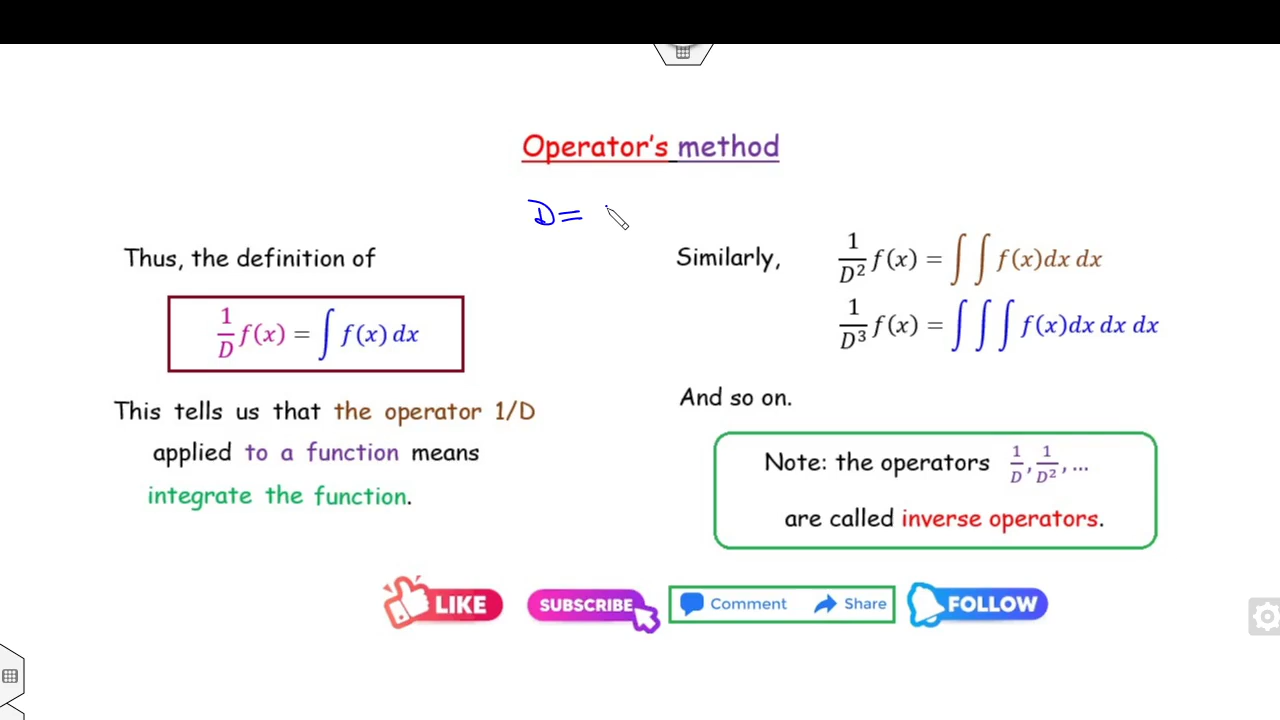 Operator's method
D =
Thus, the definition of
1/D f(x) = ∫ f(x) dx
This tells us that the operator 1/D
applied to a function means
integrate the function.
Similarly, 1/D² f(x) = ∫ ∫ f(x)dx dx
1/D³ f(x) = ∫ ∫ ∫ f(x)dx dx dx
And so on.
Note: the operators 1/D, 1/D², ...
are called inverse operators.
LIKE SUBSCRIBE Comment Share FOLLOW